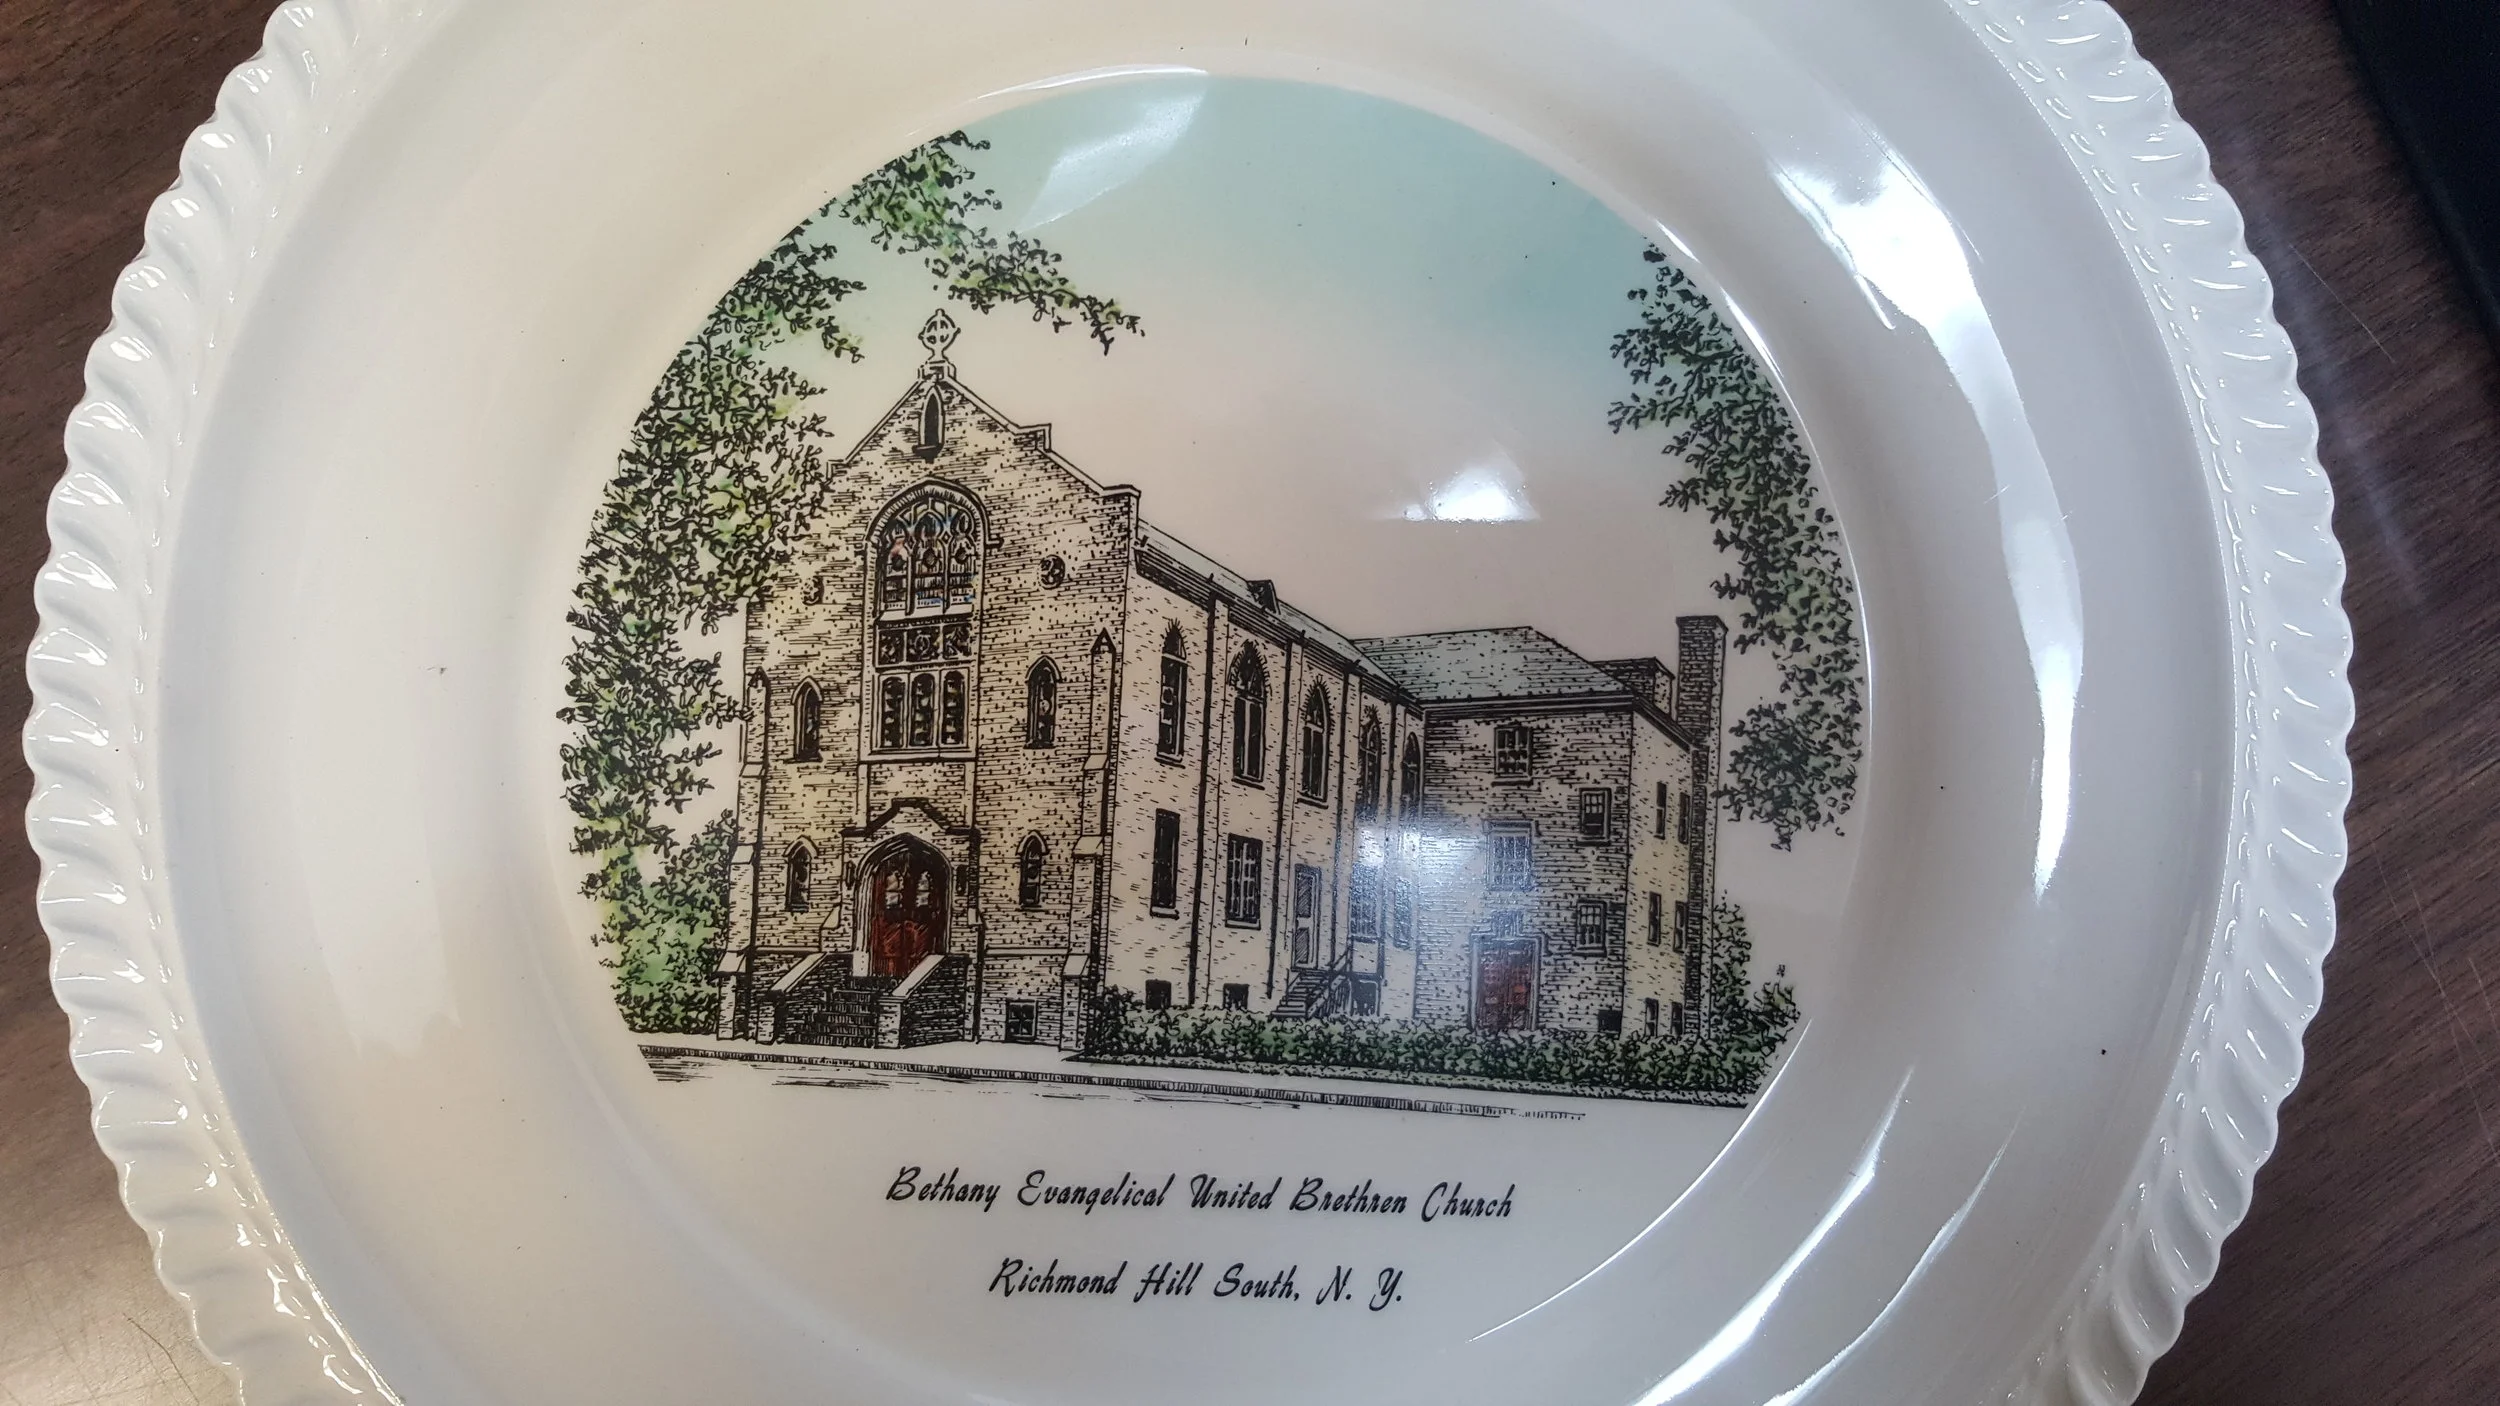 Bethany Evangelical United Brethren Church
Richmond Hill South, N. Y.